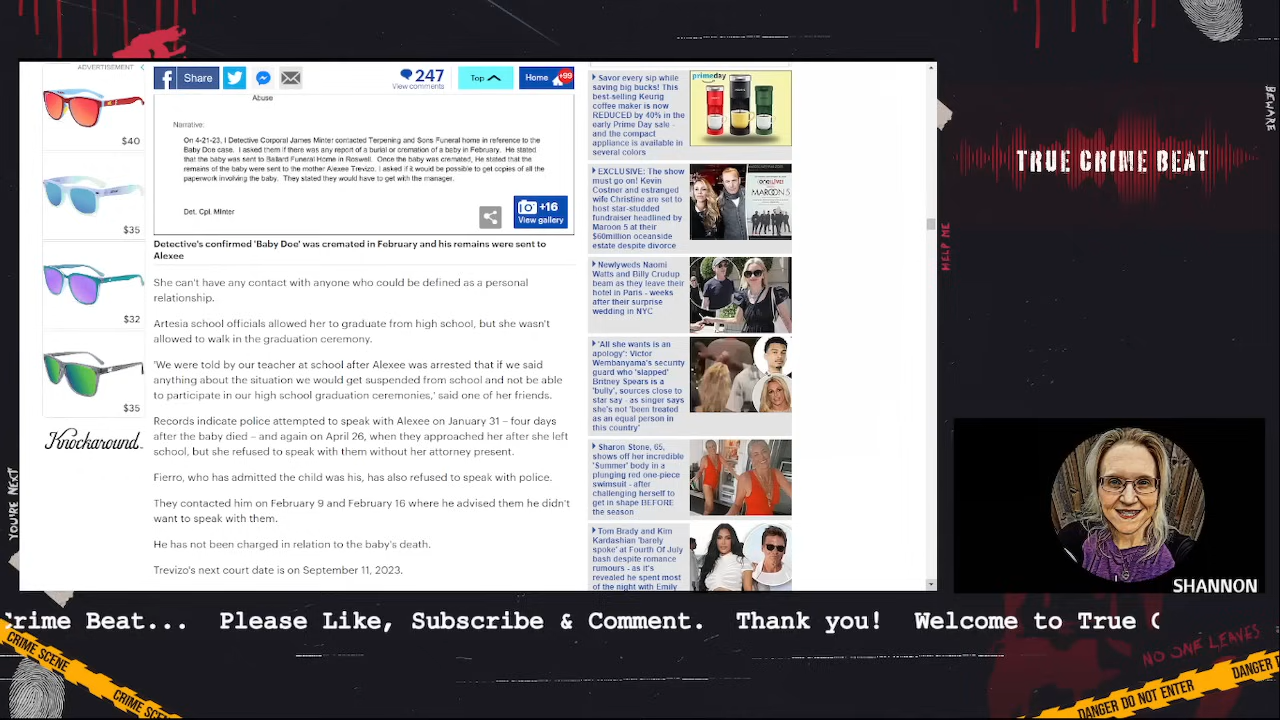 ADVERTISEMENT
Share
247
View comments
Top
Home
+99
Abuse
Narrative:
On 4-21-23, I Detective Corporal James Minter contacted Terpening and Sons Funeral home in reference to the
Baby Doe case. I asked them if there was any report of a burial or cremation of a baby in February. He stated
that the baby was sent to Ballard Funeral Home in Roswell. Once the baby was cremated, He stated that the
remains of the baby were sent to the mother Alexee Trevizo. I asked if it would be possible to get copies of all the
paperwork involving the baby. They stated they would have to get with the manager.
Det. Cpl. Minter
+16
View gallery
Detective's confirmed 'Baby Doe' was cremated in February and his remains were sent to
Alexee
She can't have any contact with anyone who could be defined as a personal
relationship.
Artesia school officials allowed her to graduate from high school, but she wasn't
allowed to walk in the graduation ceremony.
'We were told by our teacher at school after Alexee was arrested that if we said
anything about the situation we would get suspended from school and not be able
to participate in our high school graduation ceremonies,' said one of her friends.
Records indicate police attempted to speak with Alexee on January 31 – four days
after the baby died – and again on April 26, when they approached her after she left
school, but she refused to speak with them without her attorney present.
Fierro, who has admitted the child was his, has also refused to speak with police.
They contacted him on February 9 and February 16 where he advised them he didn't
want to speak with them.
He has not been charged in relation to the baby's death.
Trevizo's next court date is on September 11, 2023.
$40
$35
$32
$35
Knockaround
Savor every sip while
saving big bucks! This
best-selling Keurig
coffee maker is now
REDUCED by 40% in the
early Prime Day sale -
and the compact
appliance is available in
several colors
prime day
EXCLUSIVE: The show
must go on! Kevin
Costner and estranged
wife Christine are set to
host star-studded
fundraiser headlined by
Maroon 5 at their
$60million oceanside
estate despite divorce
MAROON 5
Newlyweds Naomi
Watts and Billy Crudup
beam as they leave their
hotel in Paris - weeks
after their surprise
wedding in NYC
'All she wants is an
apology': Victor
Wembanyama's security
guard who 'slapped'
Britney Spears is a
'bully', sources close to
star say - as singer says
she's not 'been treated
as an equal person in
this country'
Sharon Stone, 65,
shows off her incredible
'Summer' body in a
plunging red one-piece
swimsuit - after
challenging herself to
get in shape BEFORE
the season
Tom Brady and Kim
Kardashian 'barely
spoke' at Fourth Of July
bash despite romance
rumours - as it's
revealed he spent most
of the night with Emily
TRUE CRIME BEAT
RUN AWAY
HELP ME
YOU'RE NEXT
SHANNON
rime Beat... Please Like, Subscribe & Comment. Thank you! Welcome to True C
CRIME SCENE
CRIME SCE
NO ONE LEAVES
DANGER DO NOT ENTER
ANGER